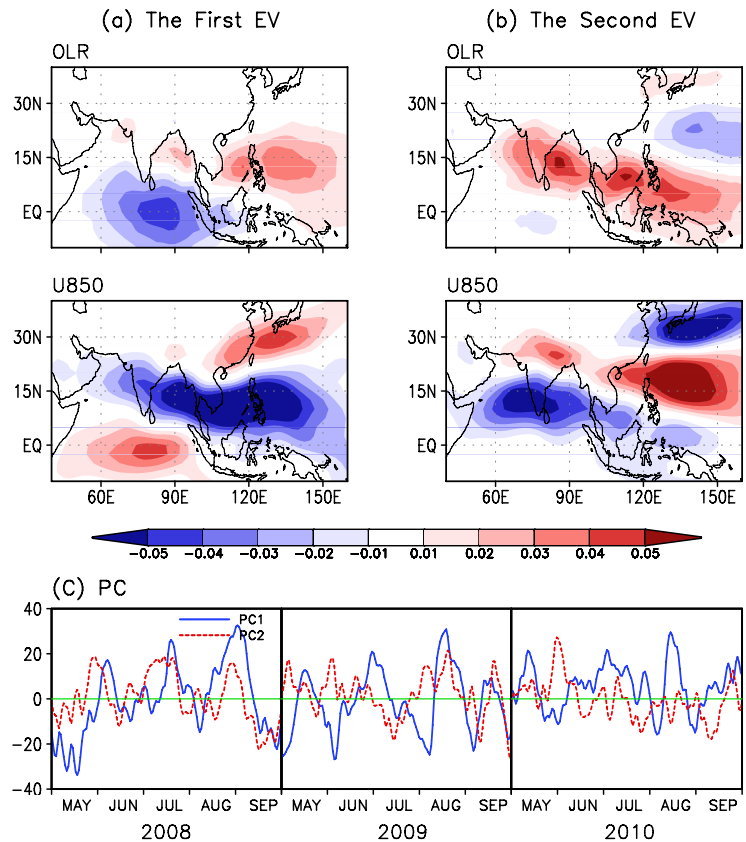 (a) The First EV (b) The Second EV
OLR OLR
30N 30N
15N 15N
EQ EQ
U850 U850
30N 30N
15N 15N
EQ EQ
60E 90E 120E 150E 60E 90E 120E 150E
-0.05 -0.04 -0.03 -0.02 -0.01 0.01 0.02 0.03 0.04 0.05
(C) PC
40
PC1
PC2
20
0
-20
-40
MAY JUN JUL AUG SEP MAY JUN JUL AUG SEP MAY JUN JUL AUG SEP
2008 2009 2010